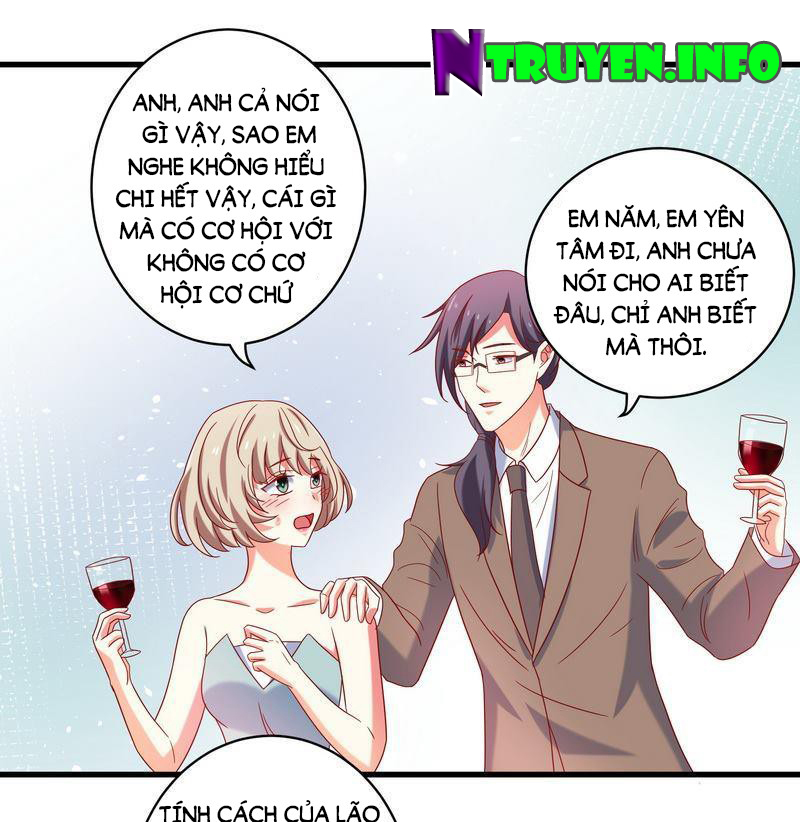 NTRUYEN.INFO
ANH, ANH CẢ NÓI
GÌ VẬY, SAO EM
NGHE KHÔNG HIỂU
CHI HẾT VẬY, CÁI GÌ
MÀ CÓ CƠ HỘI VỚI
KHÔNG CÓ CƠ
HỘI CƠ CHỨ
EM NĂM, EM YÊN
TÂM ĐI, ANH CHƯA
NÓI CHO AI BIẾT
ĐÂU, CHỈ ANH BIẾT
MÀ THÔI.
TÍNH CÁCH CỦA LÃO